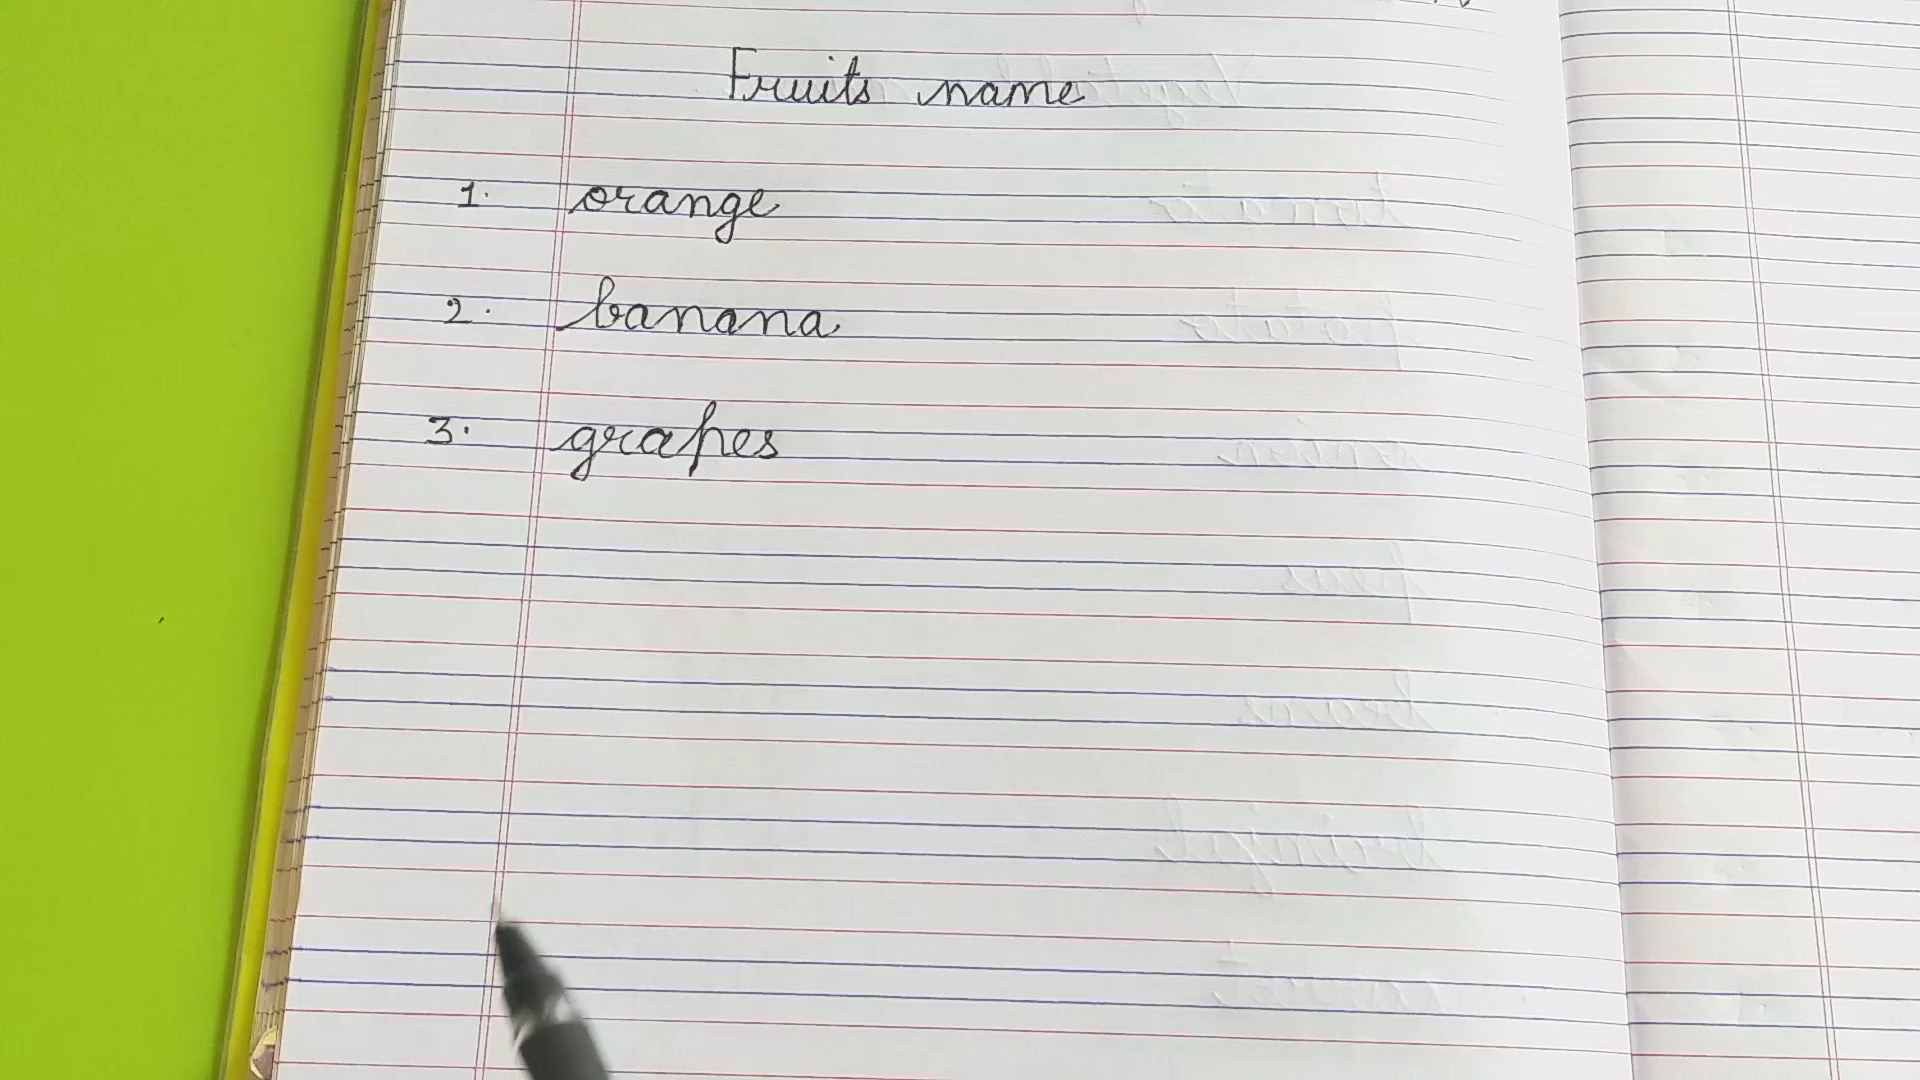 Fruits name
1. orange
2. banana
3. grapes